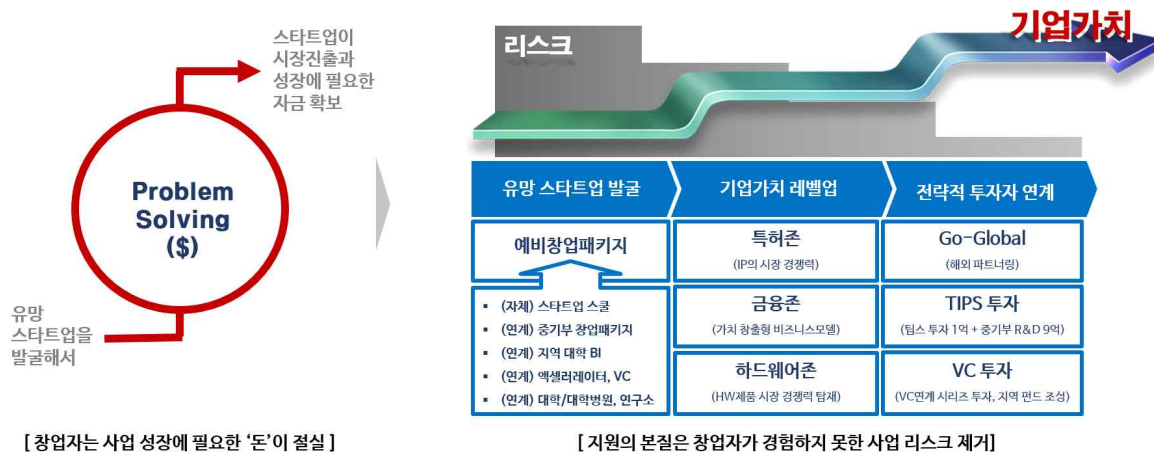 스타트업이
시장진출과
성장에 필요한
자금 확보
Problem
Solving
($)
유망
스타트업을
발굴해서
[ 창업자는 사업 성장에 필요한 ‘돈’이 절실 ]
리스크
기업가치
유망 스타트업 발굴
기업가치 레벨업
전략적 투자자 연계
예비창업패키지
▪ (자체) 스타트업 스쿨
▪ (연계) 중기부 창업패키지
▪ (연계) 지역 대학 BI
▪ (연계) 액셀러레이터, VC
▪ (연계) 대학/대학병원, 연구소
특허존
(IP의 시장 경쟁력)
금융존
(가치 창출형 비즈니스모델)
하드웨어존
(HW제품 시장 경쟁력 탑재)
Go-Global
(해외 파트너링)
TIPS 투자
(팁스 투자 1억 + 중기부 R&D 9억)
VC 투자
(VC연계 시리즈 투자, 지역 펀드 조성)
[ 지원의 본질은 창업자가 경험하지 못한 사업 리스크 제거]